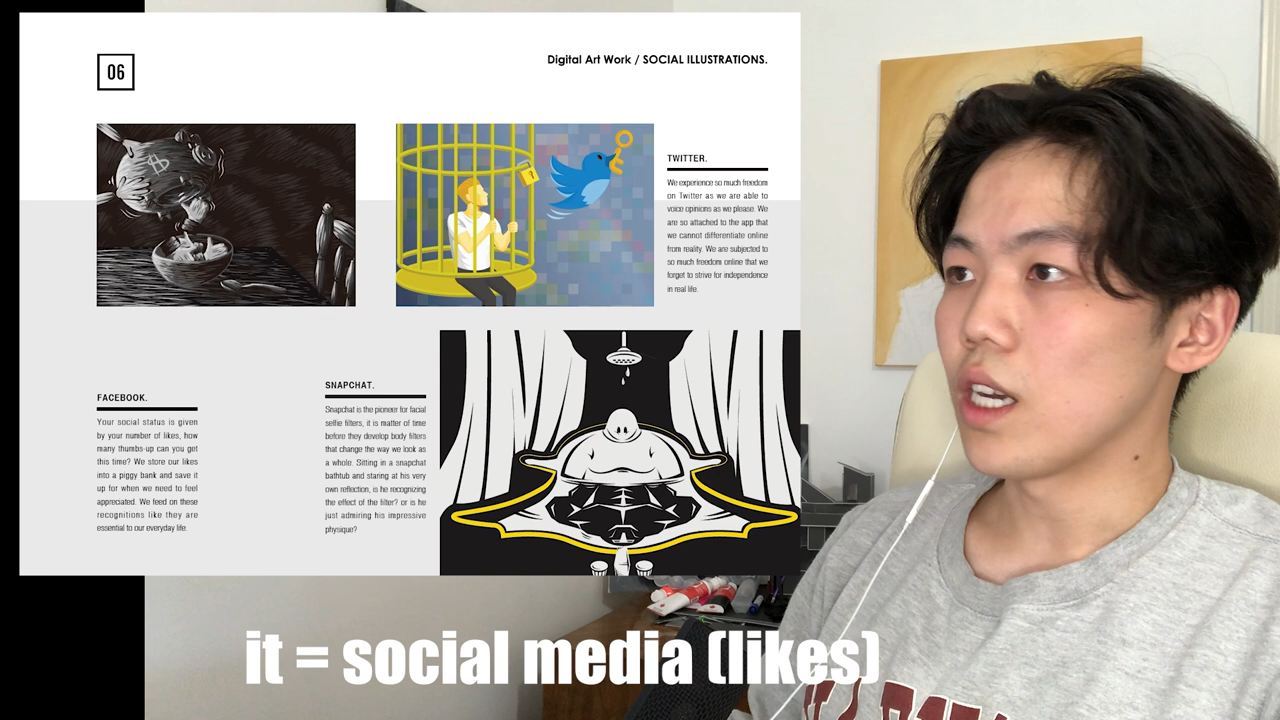 06
Digital Art Work / SOCIAL ILLUSTRATIONS.
TWITTER.
We experience so much freedom
on Twitter as we are able to
voice opinions as we please. We
are so attached to the app that
we cannot differentiate online
from reality. We are subjected to
so much freedom online that we
forget to strive for independence
in real life.
FACEBOOK.
Your social status is given
by your number of likes, how
many thumbs-up can you get
this time? We store our likes
into a piggy bank and save it
up for when we need to feel
appreciated. We feed on these
recognitions like they are
essential to our everyday life.
SNAPCHAT.
Snapchat is the pioneer for facial
selfie filters, it is matter of time
before they develop body filters
that change the way we look as
a whole. Sitting in a snapchat
bathtub and staring at his very
own reflection, is he recognizing
the effect of the filter? or is he
just admiring his impressive
physique?
it = social media (likes)